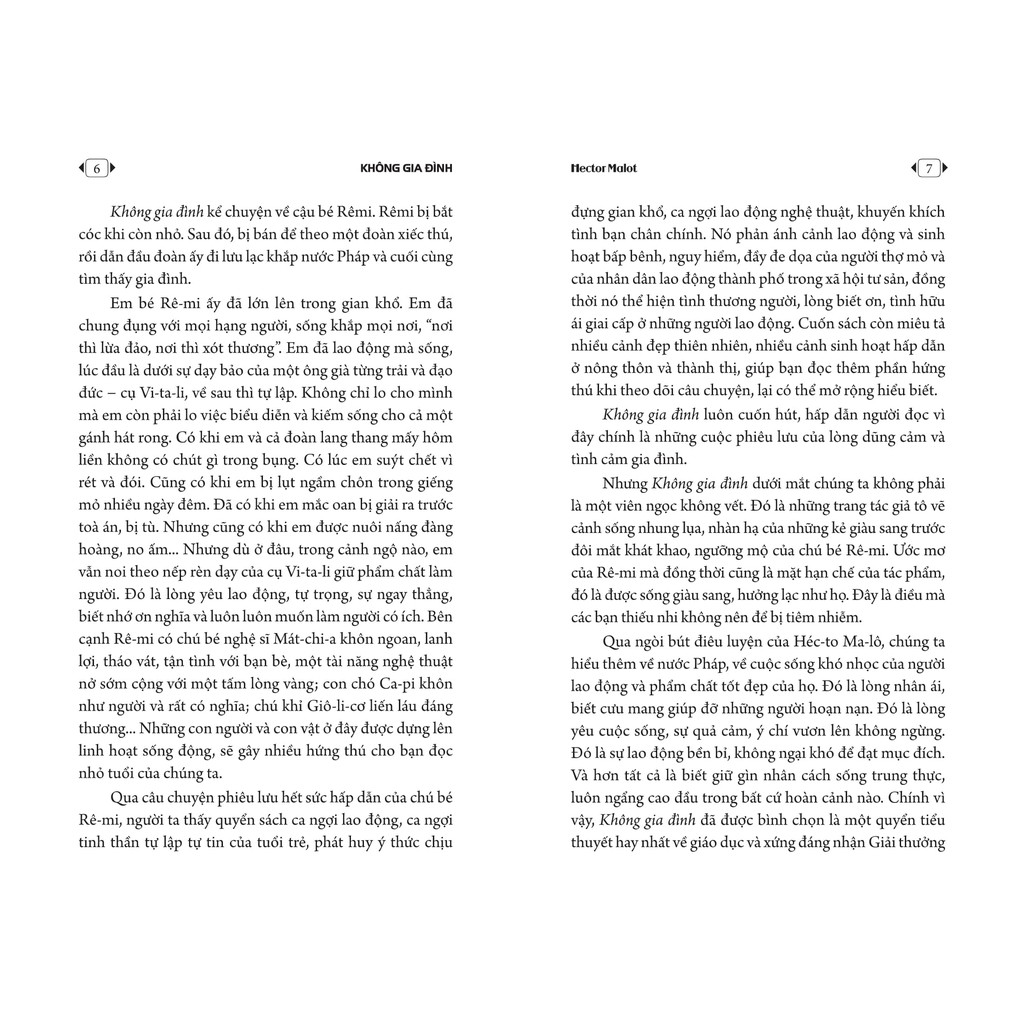 6
KHÔNG GIA ĐÌNH
Không gia đình kể chuyện về cậu bé Rêmi. Rêmi bị bắt
cóc khi còn nhỏ. Sau đó, bị bán để theo một đoàn xiếc thú,
rồi dẫn đầu đoàn ấy đi lưu lạc khắp nước Pháp và cuối cùng
tìm thấy gia đình.
Em bé Rê-mi ấy đã lớn lên trong gian khổ. Em đã
chung đụng với mọi hạng người, sống khắp mọi nơi, “nơi
thì lừa đảo, nơi thì xót thương”. Em đã lao động mà sống,
lúc đầu là dưới sự dạy bảo của một ông già từng trải và đạo
đức – cụ Vi-ta-li, về sau thì tự lập. Không chỉ lo cho mình
mà em còn phải lo việc biểu diễn và kiếm sống cho cả một
gánh hát rong. Có khi em và cả đoàn lang thang mấy hôm
liền không có chút gì trong bụng. Có lúc em suýt chết vì
rét và đói. Cũng có khi em bị lụt ngầm chôn trong giếng
mỏ nhiều ngày đêm. Đã có khi em mắc oan bị giải ra trước
toà án, bị tù. Nhưng cũng có khi em được nuôi nấng đàng
hoàng, no ấm... Nhưng dù ở đâu, trong cảnh ngộ nào, em
vẫn noi theo nếp rèn dạy của cụ Vi-ta-li giữ phẩm chất làm
người. Đó là lòng yêu lao động, tự trọng, sự ngay thẳng,
biết nhớ ơn nghĩa và luôn luôn muốn làm người có ích. Bên
cạnh Rê-mi có chú bé nghệ sĩ Mát-chi-a khôn ngoan, lanh
lợi, tháo vát, tận tình với bạn bè, một tài năng nghệ thuật
nở sớm cộng với một tấm lòng vàng; con chó Ca-pi khôn
như người và rất có nghĩa; chú khỉ Giô-li-cơ liến láu đáng
thương... Những con người và con vật ở đây được dựng lên
linh hoạt sống động, sẽ gây nhiều hứng thú cho bạn đọc
nhỏ tuổi của chúng ta.
Qua câu chuyện phiêu lưu hết sức hấp dẫn của chú bé
Rê-mi, người ta thấy quyển sách ca ngợi lao động, ca ngợi
tinh thần tự lập tự tin của tuổi trẻ, phát huy ý thức chịu
Hector Malot
7
đựng gian khổ, ca ngợi lao động nghệ thuật, khuyến khích
tình bạn chân chính. Nó phản ánh cảnh lao động và sinh
hoạt bấp bênh, nguy hiểm, đầy đe dọa của người thợ mỏ và
của nhân dân lao động thành phố trong xã hội tư sản, đồng
thời nó thể hiện tình thương người, lòng biết ơn, tình hữu
ái giai cấp ở những người lao động. Cuốn sách còn miêu tả
nhiều cảnh đẹp thiên nhiên, nhiều cảnh sinh hoạt hấp dẫn
ở nông thôn và thành thị, giúp bạn đọc thêm phần hứng
thú khi theo dõi câu chuyện, lại có thể mở rộng hiểu biết.
Không gia đình luôn cuốn hút, hấp dẫn người đọc vì
đây chính là những cuộc phiêu lưu của lòng dũng cảm và
tình cảm gia đình.
Nhưng Không gia đình dưới mắt chúng ta không phải
là một viên ngọc không vết. Đó là những trang tác giả tô vẽ
cảnh sống nhung lụa, nhàn hạ của những kẻ giàu sang trước
đôi mắt khát khao, ngưỡng mộ của chú bé Rê-mi. Ước mơ
của Rê-mi mà đồng thời cũng là mặt hạn chế của tác phẩm,
đó là được sống giàu sang, hưởng lạc như họ. Đây là điều mà
các bạn thiếu nhi không nên để bị tiêm nhiễm.
Qua ngòi bút điêu luyện của Héc-to Ma-lô, chúng ta
hiểu thêm về nước Pháp, về cuộc sống khó nhọc của người
lao động và phẩm chất tốt đẹp của họ. Đó là lòng nhân ái,
biết cưu mang giúp đỡ những người hoạn nạn. Đó là lòng
yêu cuộc sống, sự quả cảm, ý chí vươn lên không ngừng.
Đó là sự lao động bền bỉ, không ngại khó để đạt mục đích.
Và hơn tất cả là biết giữ gìn nhân cách sống trung thực,
luôn ngẩng cao đầu trong bất cứ hoàn cảnh nào. Chính vì
vậy, Không gia đình đã được bình chọn là một quyển tiểu
thuyết hay nhất về giáo dục và xứng đáng nhận Giải thưởng